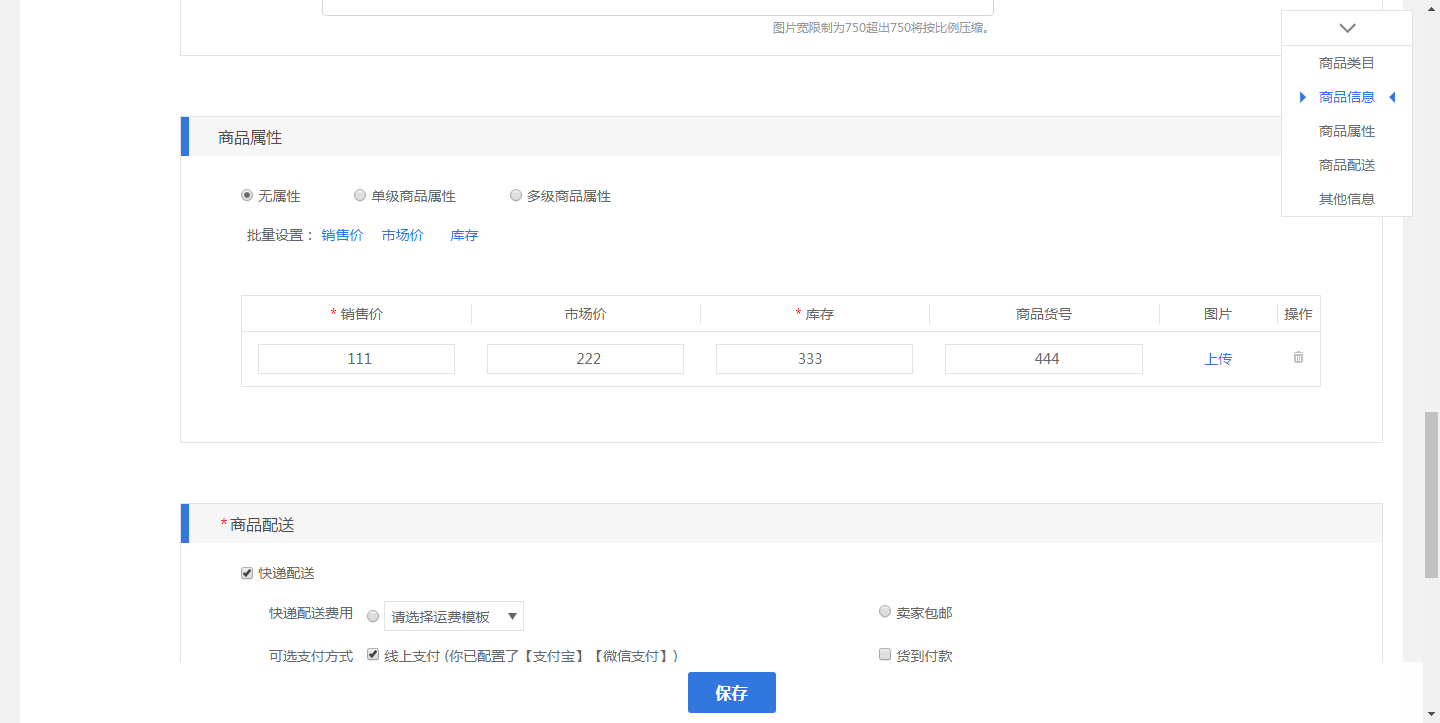 图片宽限制为750超出750将按比例压缩。
商品类目
商品信息
商品属性
商品配送
其他信息
商品属性
无属性 单级商品属性 多级商品属性
批量设置： 销售价 市场价 库存
* 销售价 市场价 * 库存 商品货号 图片 操作
111 222 333 444 上传
* 商品配送
快递配送
快递配送费用 请选择运费模板 卖家包邮
可选支付方式 线上支付 (你已配置了【支付宝】【微信支付】) 货到付款
保存